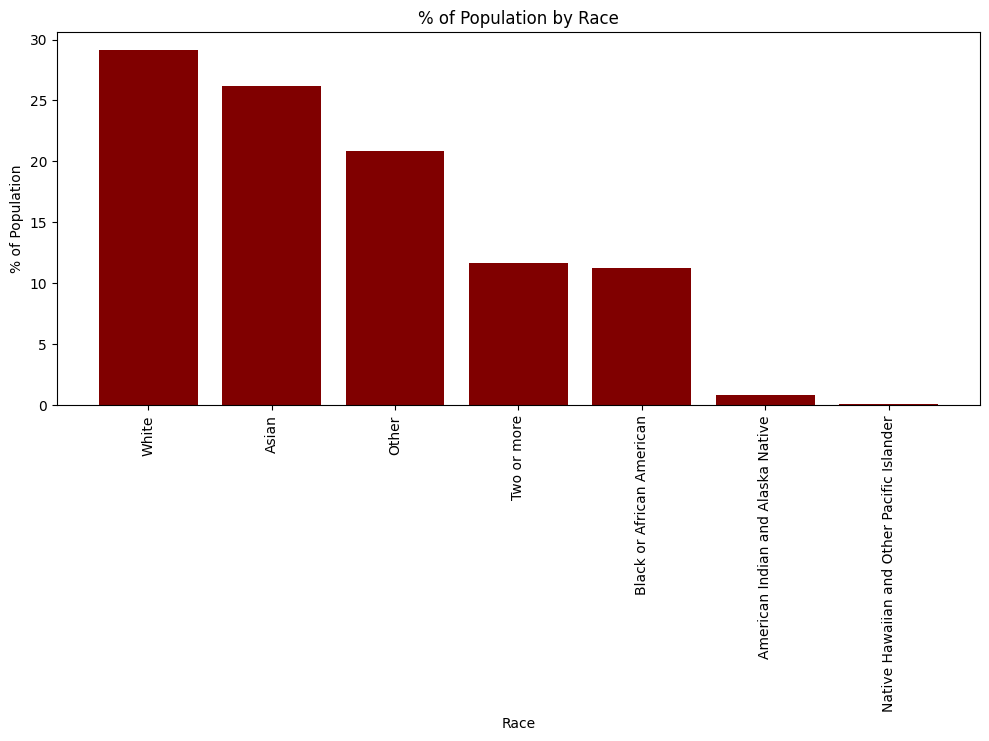 % of Population by Race
% of Population
30
25
20
15
10
5
0
White
Asian
Other
Two or more
Black or African American
American Indian and Alaska Native
Native Hawaiian and Other Pacific Islander
Race